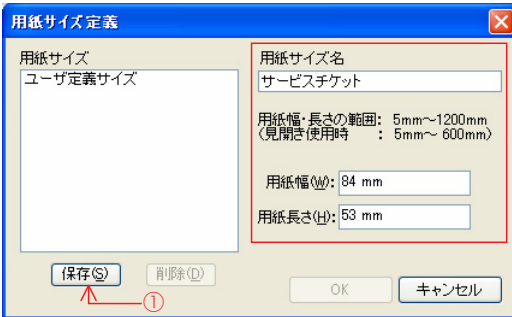 用紙サイズ定義
用紙サイズ
ユーザ定義サイズ
保存(S)
削除(D)
①
用紙サイズ名
サービスチケット
用紙幅・長さの範囲: 5mm～1200mm
(見開き使用時 : 5mm～ 600mm)
用紙幅(W): 84 mm
用紙長さ(H): 53 mm
OK
キャンセル